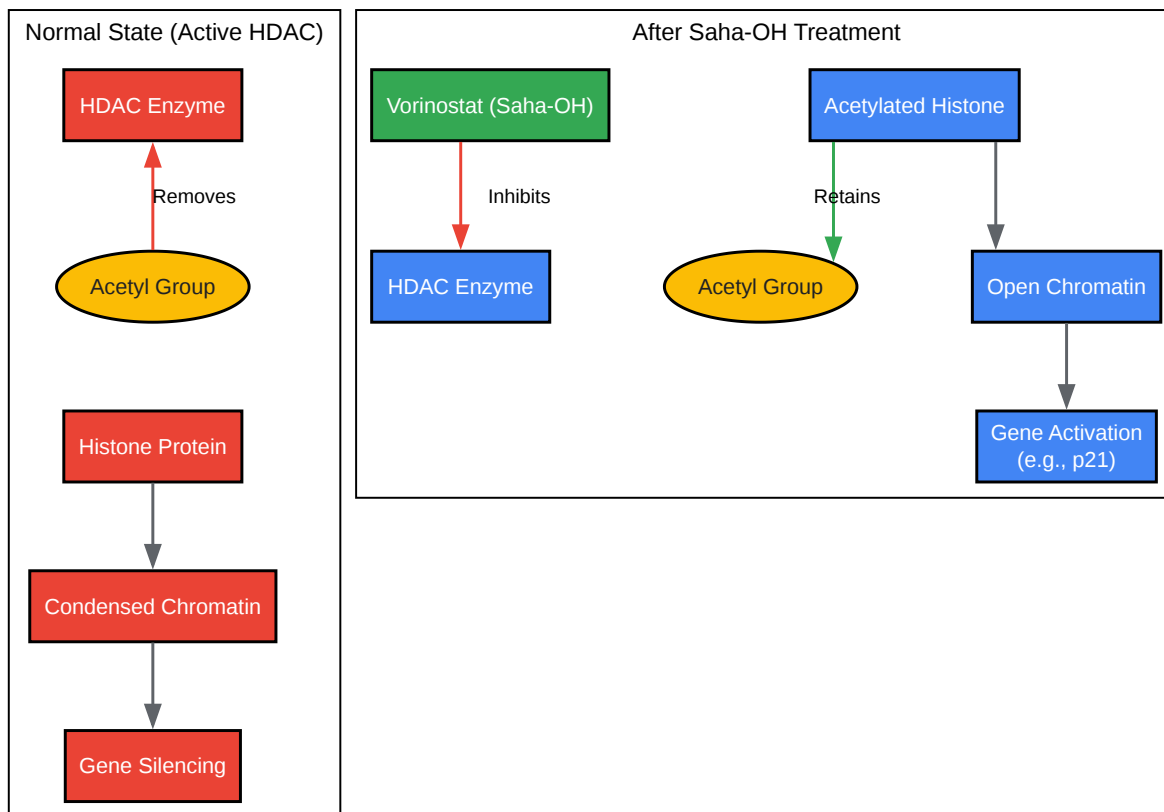 Normal State (Active HDAC)
HDAC Enzyme
Removes
Acetyl Group
Histone Protein
Condensed Chromatin
Gene Silencing
After Saha-OH Treatment
Vorinostat (Saha-OH)
Inhibits
HDAC Enzyme
Acetylated Histone
Retains
Acetyl Group
Open Chromatin
Gene Activation
(e.g., p21)